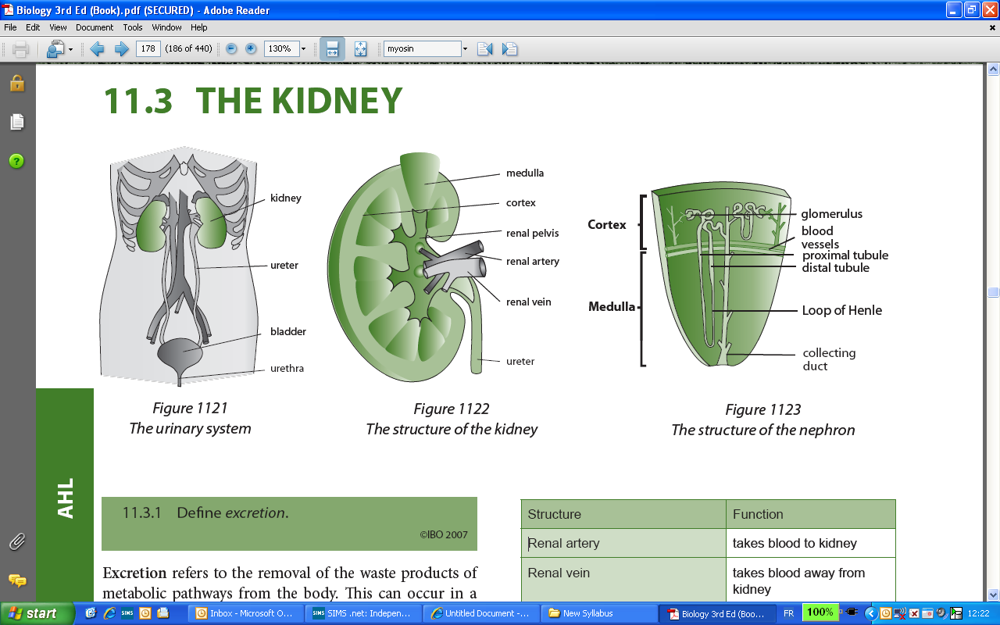 Biology 3rd Ed (Book).pdf (SECURED) - Adobe Reader
File Edit View Document Tools Window Help
178 (186 of 440) 130% myosin
11.3 THE KIDNEY
kidney
ureter
bladder
urethra
Figure 1121
The urinary system
medulla
cortex
renal pelvis
renal artery
renal vein
ureter
Figure 1122
The structure of the kidney
Cortex
Medulla
glomerulus
blood
vessels
proximal tubule
distal tubule
Loop of Henle
collecting
duct
Figure 1123
The structure of the nephron
AHL
11.3.1 Define excretion.
©IBO 2007
Excretion refers to the removal of the waste products of
metabolic pathways from the body. This can occur in a
Structure Function
Renal artery takes blood to kidney
Renal vein takes blood away from
kidney
start SIMS Inbox - Microsoft O... SIMS SIMS .net: Indepen... Untitled Document -... New Syllabus Biology 3rd Ed (Boo... FR 100% 12:22